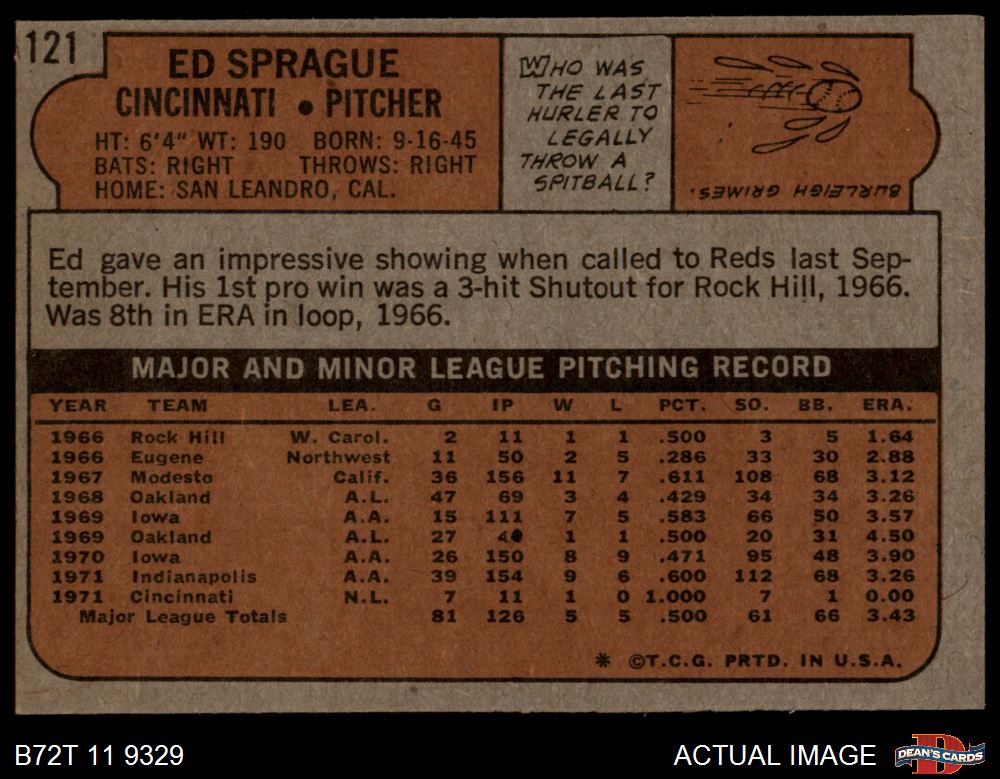 121
ED SPRAGUE
CINCINNATI • PITCHER
HT: 6'4" WT: 190 BORN: 9-16-45
BATS: RIGHT THROWS: RIGHT
HOME: SAN LEANDRO, CAL.
WHO WAS
THE LAST
HURLER TO
LEGALLY
THROW A
SPITBALL?
BURLEIGH GRIMES.
Ed gave an impressive showing when called to Reds last Sep-
tember. His 1st pro win was a 3-hit Shutout for Rock Hill, 1966.
Was 8th in ERA in loop, 1966.
MAJOR AND MINOR LEAGUE PITCHING RECORD
YEAR TEAM LEA. G IP W L PCT. SO. BB. ERA.
1966 Rock Hill W. Carol. 2 11 1 1 .500 3 5 1.64
1966 Eugene Northwest 11 50 2 5 .286 33 30 2.88
1967 Modesto Calif. 36 156 11 7 .611 108 68 3.12
1968 Oakland A.L. 47 69 3 4 .429 34 34 3.26
1969 Iowa A.A. 15 111 7 5 .583 66 50 3.57
1969 Oakland A.L. 27 1 1 .500 20 31 4.50
1970 Iowa A.A. 26 150 8 9 .471 95 48 3.90
1971 Indianapolis A.A. 39 154 9 6 .600 112 68 3.26
1971 Cincinnati N.L. 7 11 1 0 1.000 7 1 0.00
Major League Totals 81 126 5 5 .500 61 66 3.43
* ©T.C.G. PRTD. IN U.S.A.
B72T 11 9329
ACTUAL IMAGE
DEAN'S CARDS